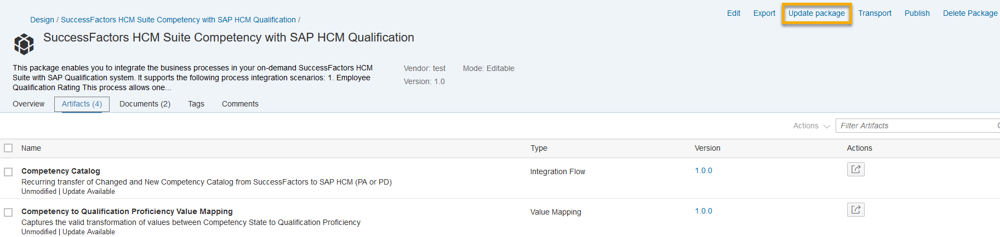 Edit Export Update package Transport Publish Delete Package
Design / SuccessFactors HCM Suite Competency with SAP HCM Qualification /
SuccessFactors HCM Suite Competency with SAP HCM Qualification
This package enables you to integrate the business processes in your on-demand SuccessFactors HCM
Suite with SAP Qualification system. It supports the following process integration scenarios: 1. Employee
Qualification Rating This process allows one...
Vendor: test Mode: Editable
Version: 1.0
Overview Artifacts (4) Documents (2) Tags Comments
Actions Filter Artifacts
Name Type Version Actions
Competency Catalog Integration Flow 1.0.0
Recurring transfer of Changed and New Competency Catalog from SuccessFactors to SAP HCM (PA or PD)
Unmodified | Update Available
Competency to Qualification Proficiency Value Mapping Value Mapping 1.0.0
Captures the valid transformation of values between Competency State to Qualification Proficiency
Unmodified | Update Available